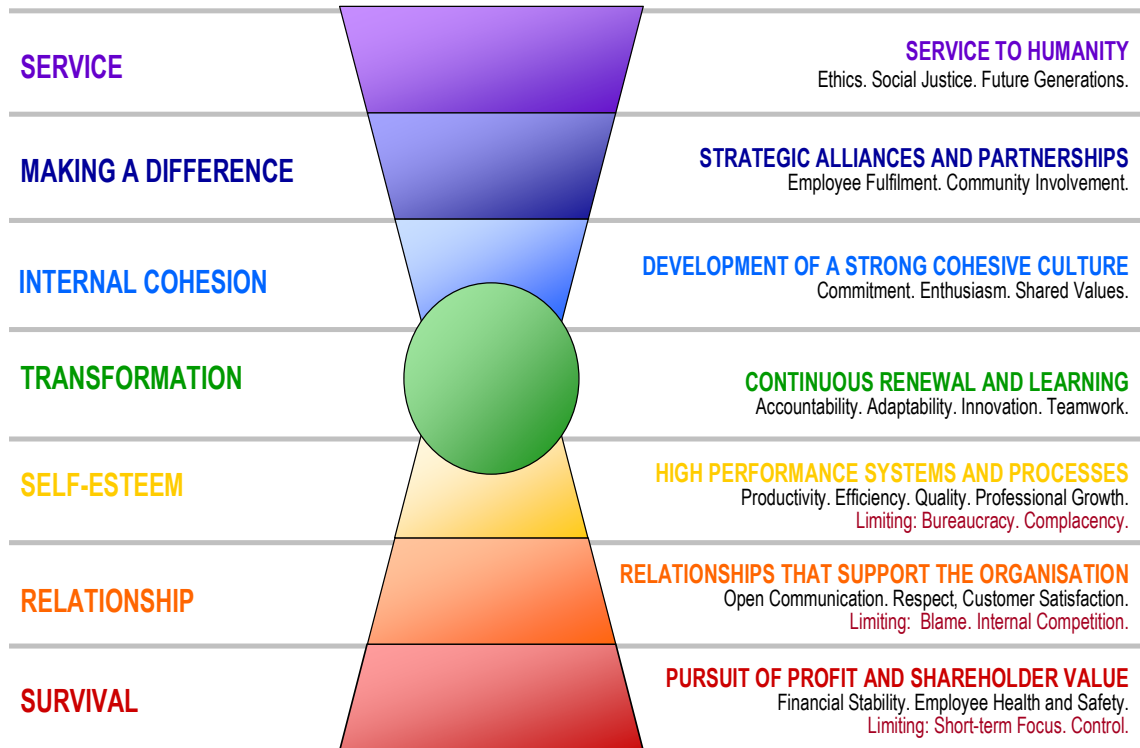 SERVICE
SERVICE TO HUMANITY
Ethics. Social Justice. Future Generations.
MAKING A DIFFERENCE
STRATEGIC ALLIANCES AND PARTNERSHIPS
Employee Fulfilment. Community Involvement.
INTERNAL COHESION
DEVELOPMENT OF A STRONG COHESIVE CULTURE
Commitment. Enthusiasm. Shared Values.
TRANSFORMATION
CONTINUOUS RENEWAL AND LEARNING
Accountability. Adaptability. Innovation. Teamwork.
SELF-ESTEEM
HIGH PERFORMANCE SYSTEMS AND PROCESSES
Productivity. Efficiency. Quality. Professional Growth.
Limiting: Bureaucracy. Complacency.
RELATIONSHIP
RELATIONSHIPS THAT SUPPORT THE ORGANISATION
Open Communication. Respect, Customer Satisfaction.
Limiting: Blame. Internal Competition.
SURVIVAL
PURSUIT OF PROFIT AND SHAREHOLDER VALUE
Financial Stability. Employee Health and Safety.
Limiting: Short-term Focus. Control.